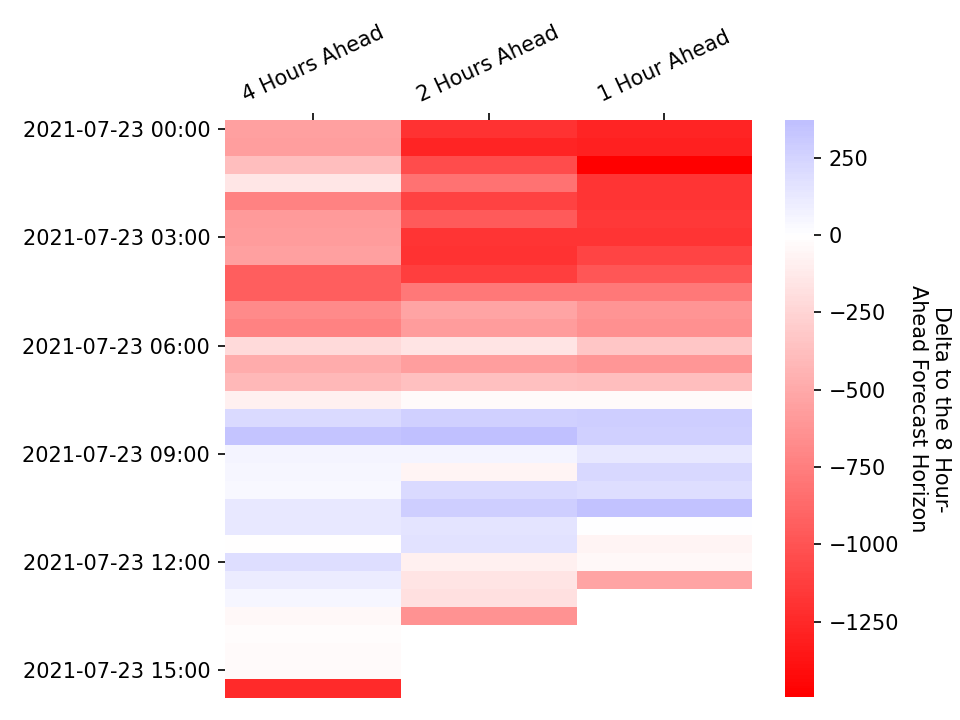 4 Hours Ahead
2 Hours Ahead
1 Hour Ahead
2021-07-23 00:00
2021-07-23 03:00
2021-07-23 06:00
2021-07-23 09:00
2021-07-23 12:00
2021-07-23 15:00
250
0
−250
−500
−750
−1000
−1250
Delta to the 8 Hour-
Ahead Forecast Horizon